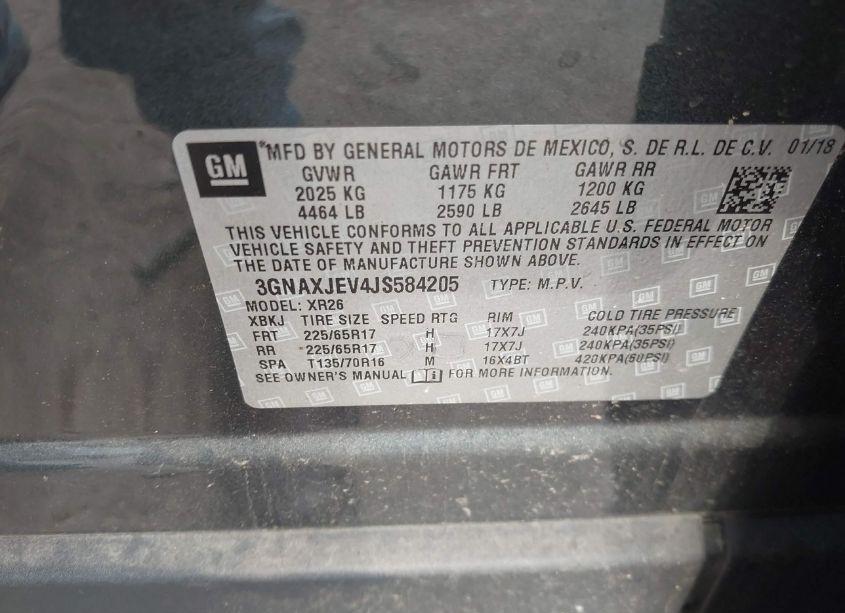 GM
*MFD BY GENERAL MOTORS DE MEXICO, S. DE R.L. DE C.V. 01/18
GVWR GAWR FRT GAWR RR
2025 KG 1175 KG 1200 KG
4464 LB 2590 LB 2645 LB
THIS VEHICLE CONFORMS TO ALL APPLICABLE U.S. FEDERAL MOTOR
VEHICLE SAFETY AND THEFT PREVENTION STANDARDS IN EFFECT ON
THE DATE OF MANUFACTURE SHOWN ABOVE.
3GNAXJEV4JS584205 TYPE: M.P.V.
MODEL: XR26
XBKJ TIRE SIZE SPEED RTG RIM COLD TIRE PRESSURE
FRT 225/65R17 H 17X7J 240KPA(35PSI)
RR 225/65R17 H 17X7J 240KPA(35PSI)
SPA T135/70R16 M 16X4BT 420KPA(60PSI)
SEE OWNER'S MANUAL FOR MORE INFORMATION.